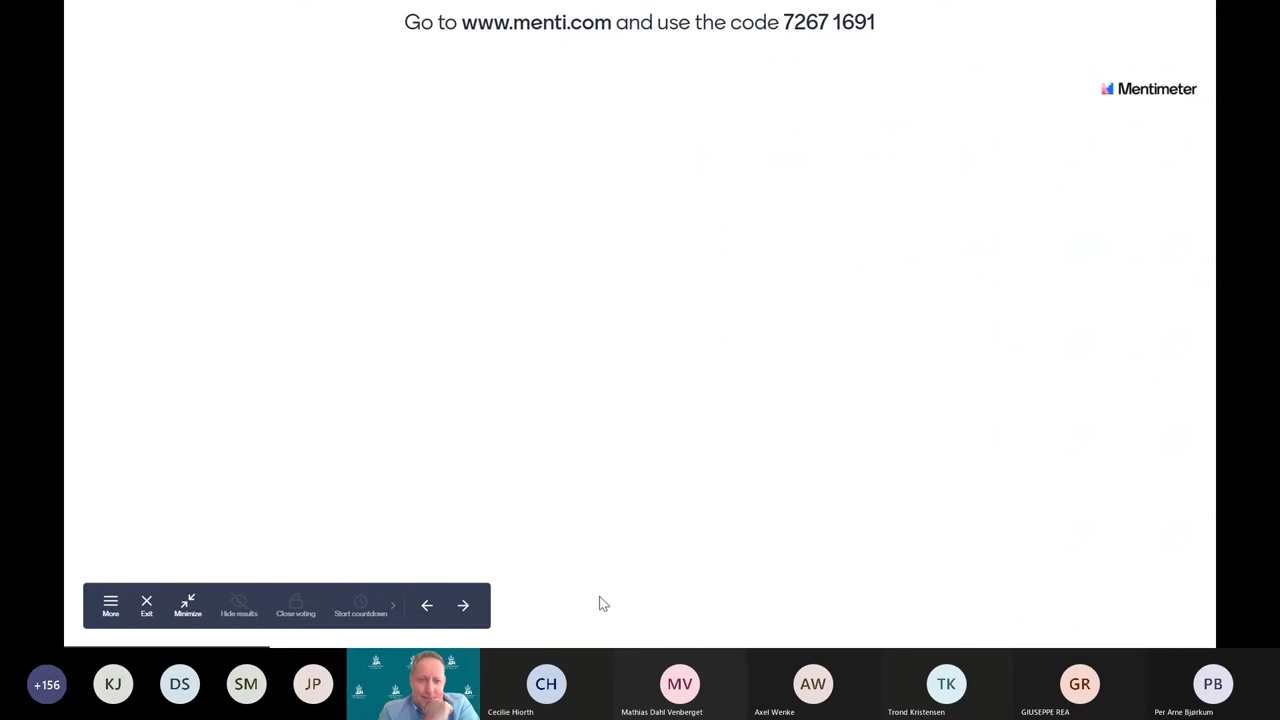 Go to www.menti.com and use the code 7267 1691
Mentimeter
More
Exit
Minimize
Hide results
Close voting
Start countdown
+156
KJ
DS
SM
JP
CH
Cecilie Hiorth
MV
Mathias Dahl Venberget
AW
Axel Wenke
TK
Trond Kristensen
GR
GIUSEPPE REA
PB
Per Arne Bjørkum